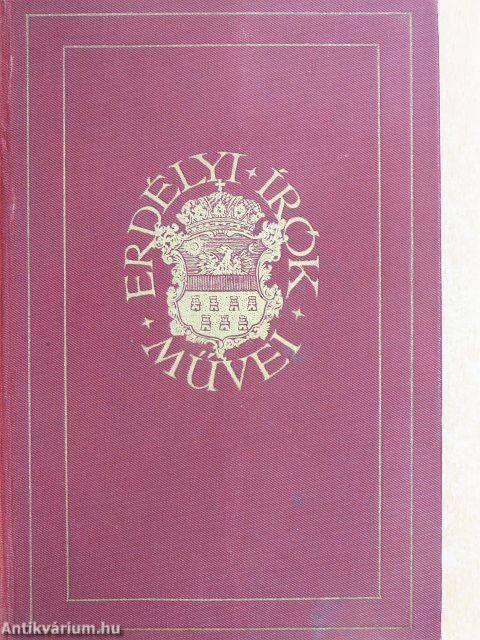 ERDÉLYI ÍRÓK
MŰVEI
Antikvárium.hu